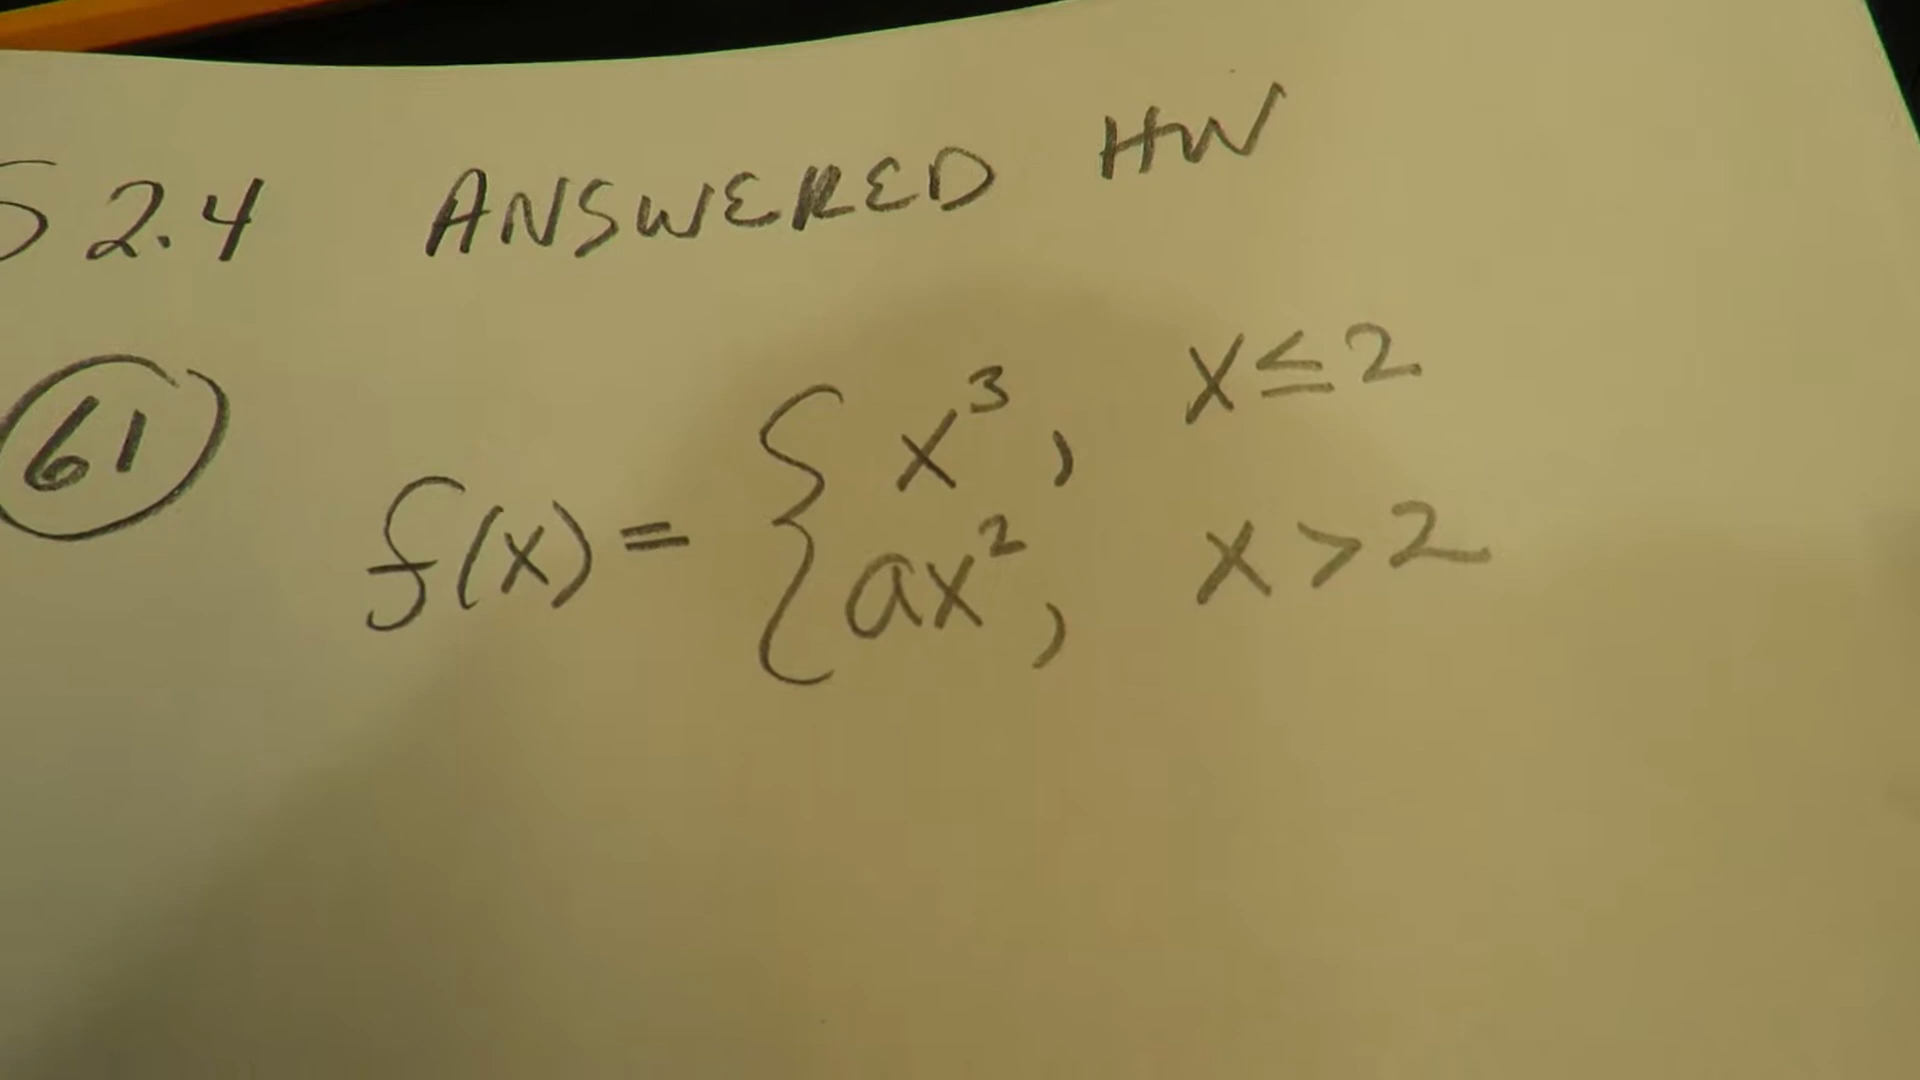 § 2.4 ANSWERED HW
61
f(x) = { x³, x ≤ 2
ax², x > 2